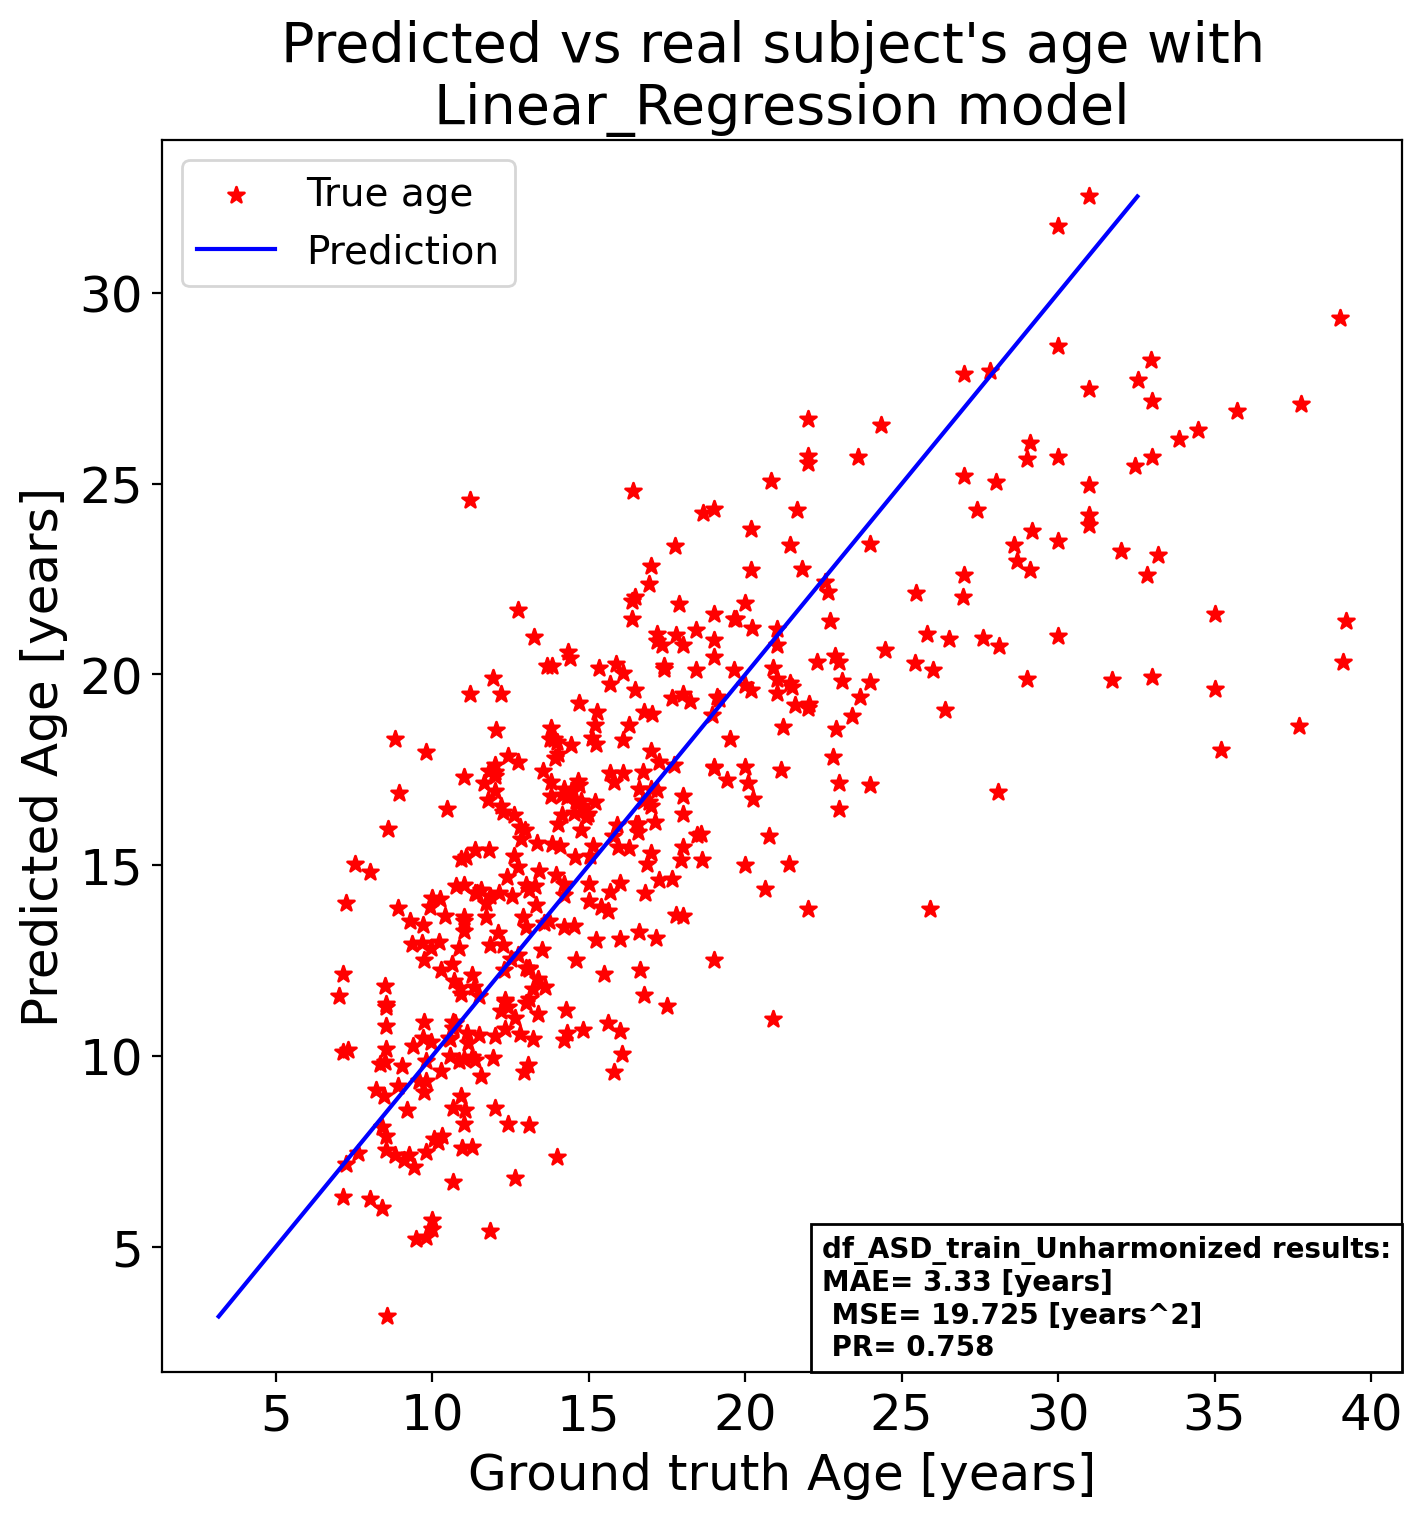 Predicted vs real subject's age with
Linear_Regression model
True age
Prediction
30
25
20
15
10
5
Predicted Age [years]
df_ASD_train_Unharmonized results:
MAE= 3.33 [years]
MSE= 19.725 [years^2]
PR= 0.758
5 10 15 20 25 30 35 40
Ground truth Age [years]